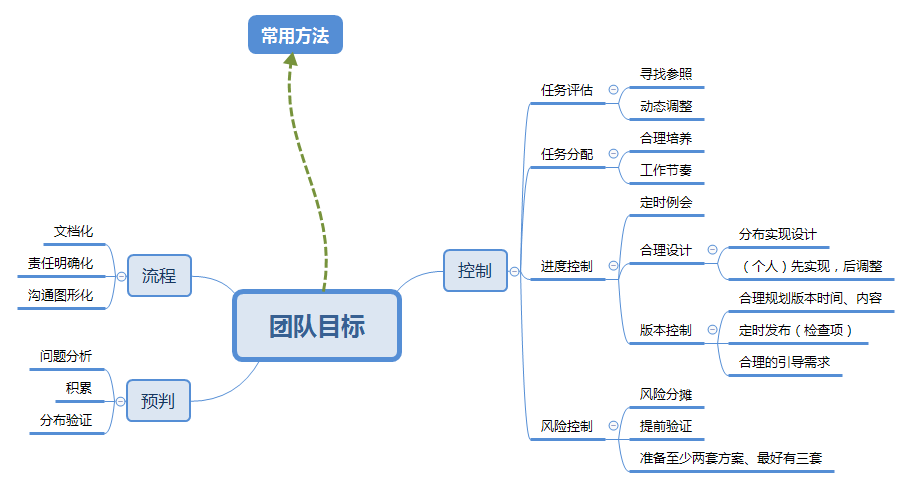 常用方法
团队目标
流程
文档化
责任明确化
沟通图形化
预判
问题分析
积累
分布验证
控制
任务评估
寻找参照
动态调整
任务分配
合理培养
工作节奏
进度控制
定时例会
合理设计
分布实现设计
（个人）先实现，后调整
版本控制
合理规划版本时间、内容
定时发布（检查项）
合理的引导需求
风险控制
风险分摊
提前验证
准备至少两套方案、最好有三套